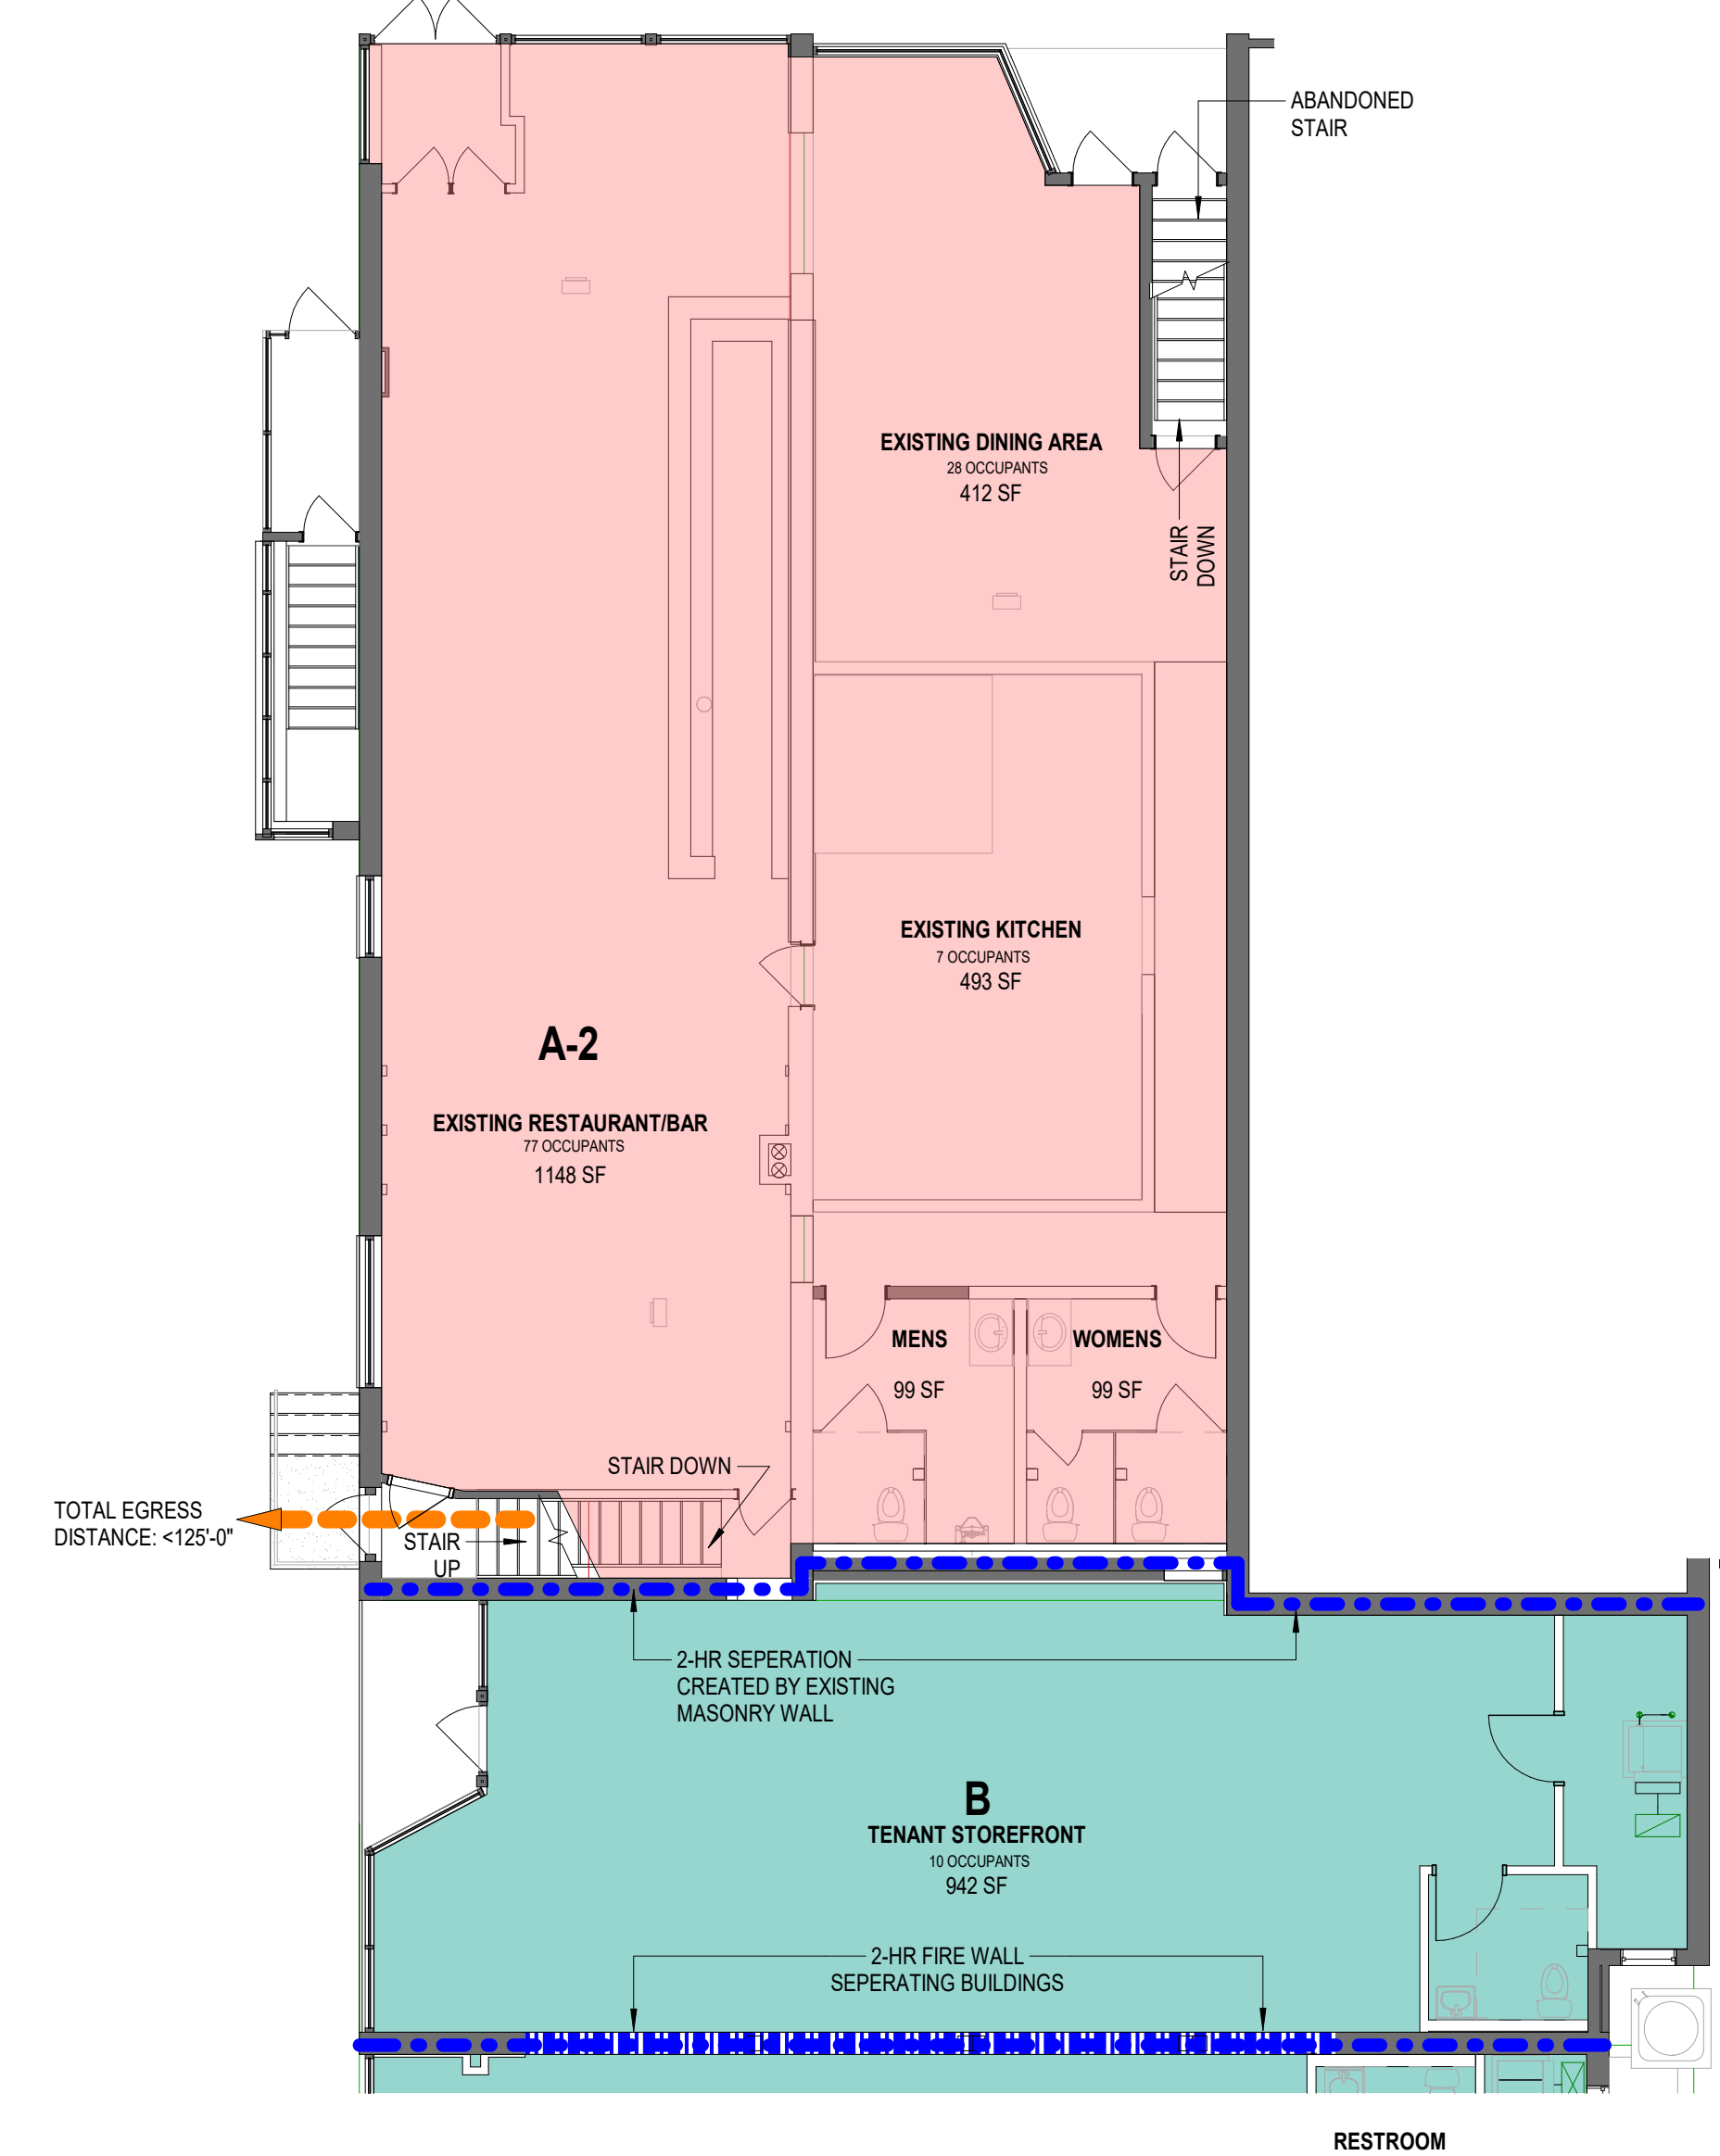 ABANDONED
STAIR
EXISTING DINING AREA
28 OCCUPANTS
412 SF
STAIR
DOWN
EXISTING KITCHEN
7 OCCUPANTS
493 SF
A-2
EXISTING RESTAURANT/BAR
77 OCCUPANTS
1148 SF
MENS
99 SF
WOMENS
99 SF
STAIR DOWN
TOTAL EGRESS
DISTANCE: <125'-0"
STAIR
UP
2-HR SEPERATION
CREATED BY EXISTING
MASONRY WALL
B
TENANT STOREFRONT
10 OCCUPANTS
942 SF
2-HR FIRE WALL
SEPERATING BUILDINGS
RESTROOM